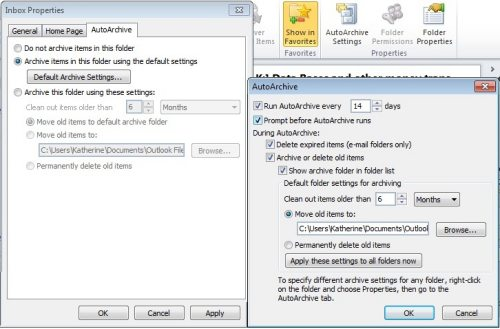 Inbox Properties
General
Home Page
AutoArchive
Do not archive items in this folder
Archive items in this folder using the default settings
Default Archive Settings...
Archive this folder using these settings:
Clean out items older than 6 Months
Move old items to default archive folder
Move old items to:
C:\Users\Katherine\Documents\Outlook File
Browse...
Permanently delete old items
OK
Cancel
Apply
Items
Show in
Favorites
AutoArchive
Settings
Folder
Permissions
Folder
Properties
Favorites
Properties
AutoArchive
Run AutoArchive every 14 days
Prompt before AutoArchive runs
During AutoArchive:
Delete expired items (e-mail folders only)
Archive or delete old items
Show archive folder in folder list
Default folder settings for archiving
Clean out items older than 6 Months
Move old items to:
C:\Users\Katherine\Documents\Outlool
Browse...
Permanently delete old items
Apply these settings to all folders now
To specify different archive settings for any folder, right-click
on the folder and choose Properties, then go to the
AutoArchive tab.
OK
Cancel